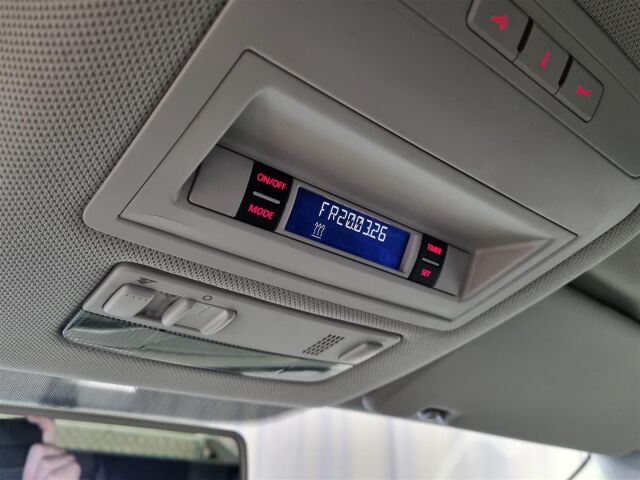 ON/OFF
MODE
FR20.03.26
TIMER
SET